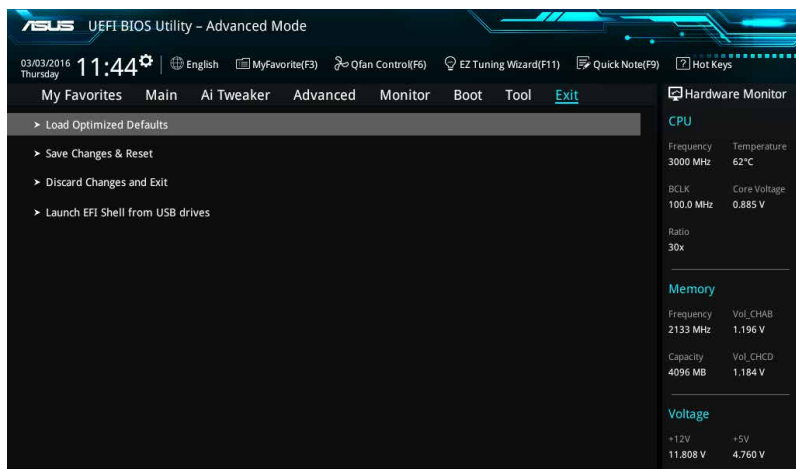 ASUS UEFI BIOS Utility – Advanced Mode
03/03/2016 Thursday 11:44 English MyFavorite(F3) Qfan Control(F6) EZ Tuning Wizard(F11) Quick Note(F9) ? Hot Keys
My Favorites Main Ai Tweaker Advanced Monitor Boot Tool Exit
Hardware Monitor
> Load Optimized Defaults
> Save Changes & Reset
> Discard Changes and Exit
> Launch EFI Shell from USB drives
CPU
Frequency Temperature
3000 MHz 62°C
BCLK Core Voltage
100.0 MHz 0.885 V
Ratio
30x
Memory
Frequency Vol_CHAB
2133 MHz 1.196 V
Capacity Vol_CHCD
4096 MB 1.184 V
Voltage
+12V +5V
11.808 V 4.760 V